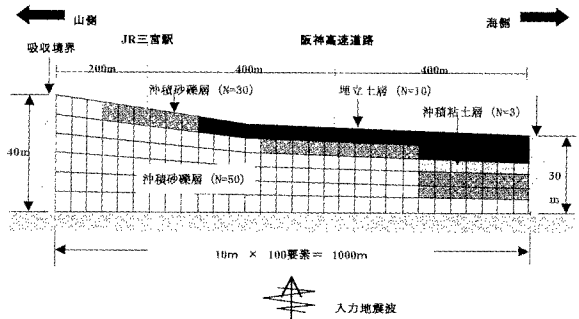 山側
海側
JR三宮駅
阪神高速道路
吸収境界
200m
400m
400m
沖積砂礫層 (N=30)
埋立土層 (N=10)
沖積粘土層 (N=3)
40m
沖積砂礫層 (N=50)
30
m
10m × 100要素= 1000m
入力地震波